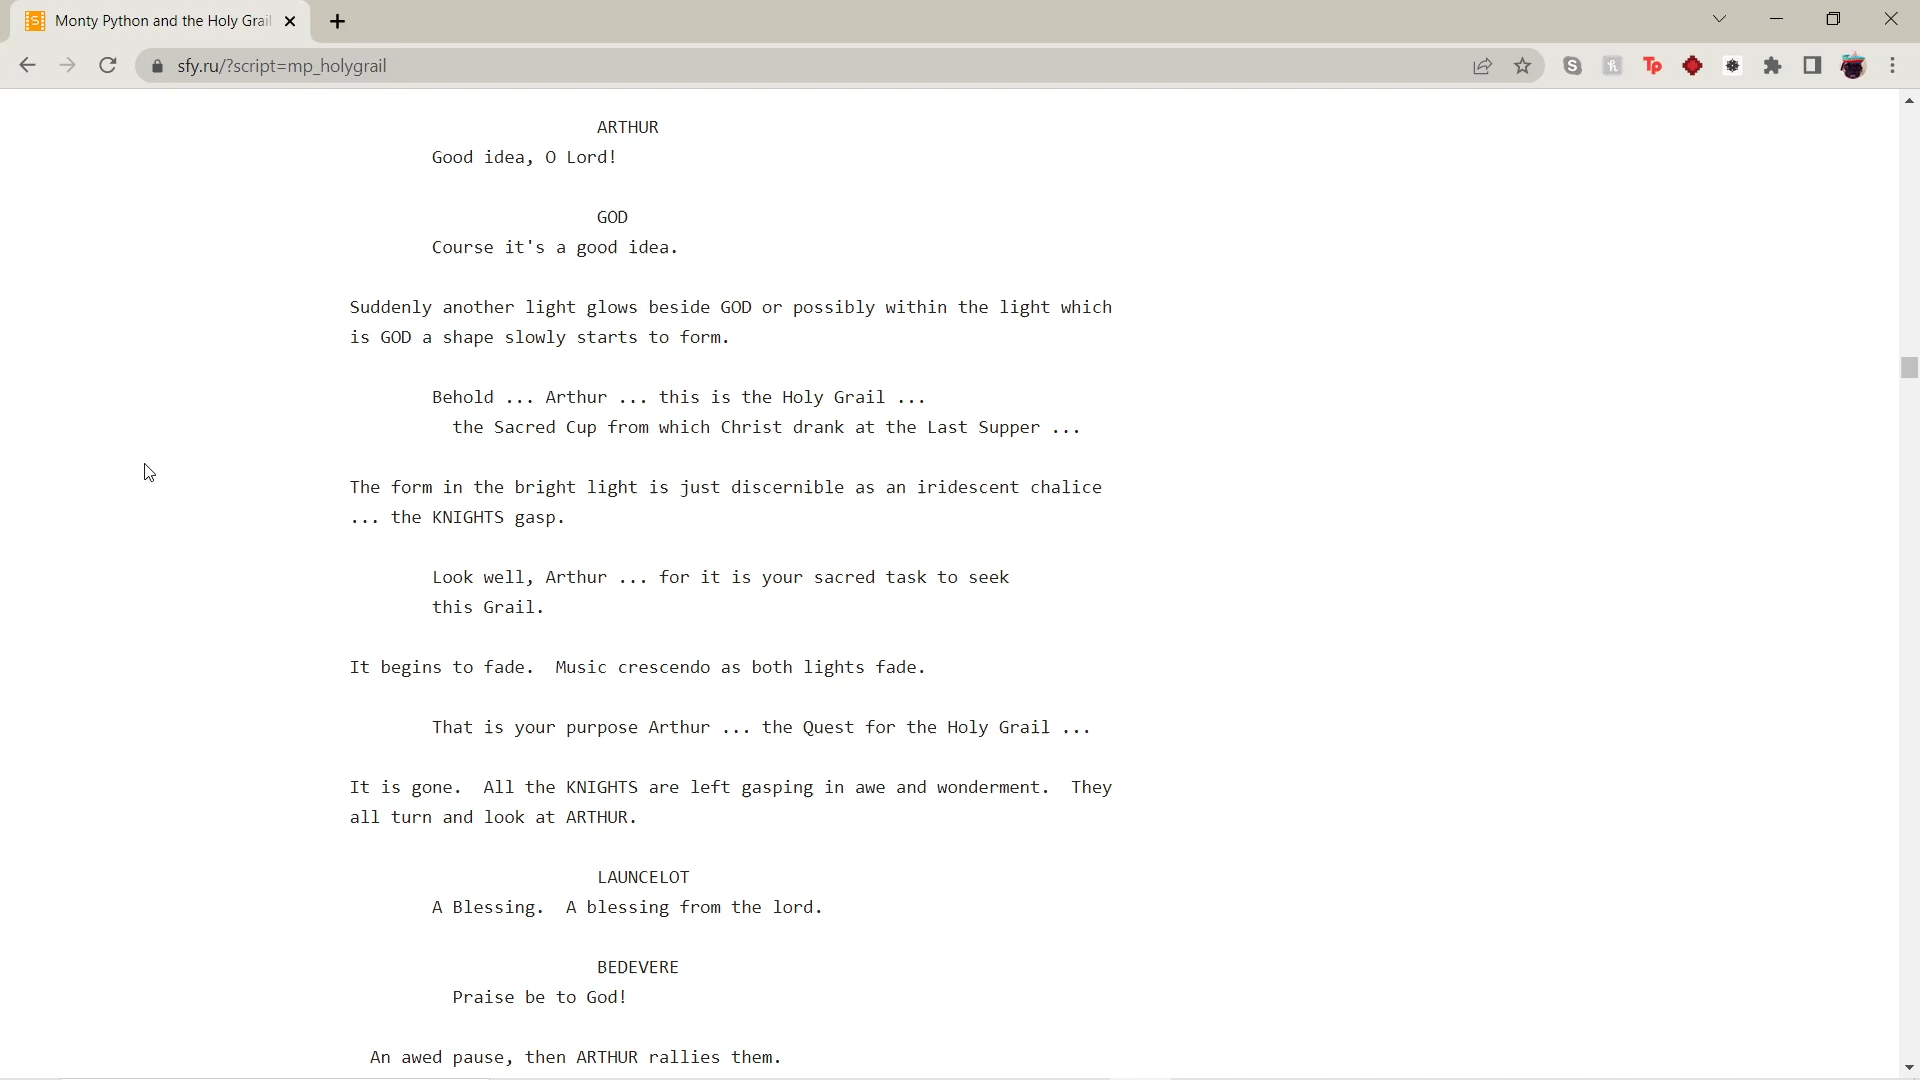 Monty Python and the Holy Grail
sfy.ru/?script=mp_holygrail
ARTHUR
Good idea, O Lord!
GOD
Course it's a good idea.
Suddenly another light glows beside GOD or possibly within the light which
is GOD a shape slowly starts to form.
Behold ... Arthur ... this is the Holy Grail ...
the Sacred Cup from which Christ drank at the Last Supper ...
The form in the bright light is just discernible as an iridescent chalice
... the KNIGHTS gasp.
Look well, Arthur ... for it is your sacred task to seek
this Grail.
It begins to fade.  Music crescendo as both lights fade.
That is your purpose Arthur ... the Quest for the Holy Grail ...
It is gone.  All the KNIGHTS are left gasping in awe and wonderment.  They
all turn and look at ARTHUR.
LAUNCELOT
A Blessing.  A blessing from the lord.
BEDEVERE
Praise be to God!
An awed pause, then ARTHUR rallies them.